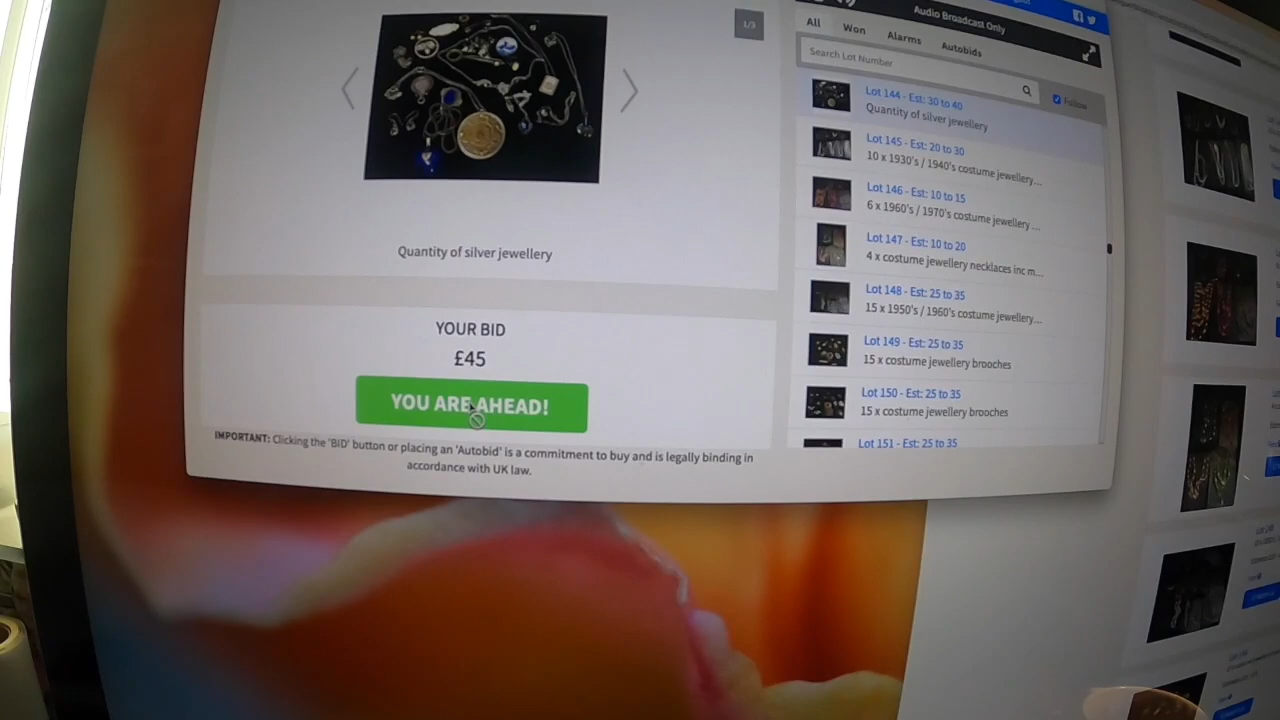 1/3
Quantity of silver jewellery
YOUR BID
£45
YOU ARE AHEAD!
IMPORTANT: Clicking the 'BID' button or placing an 'Autobid' is a commitment to buy and is legally binding in
accordance with UK law.
Audio Broadcast Only
All Won Alarms Autobids
Search Lot Number
Follow
Lot 144 - Est: 30 to 40
Quantity of silver jewellery
Lot 145 - Est: 20 to 30
10 x 1930's / 1940's costume jewellery...
Lot 146 - Est: 10 to 15
6 x 1960's / 1970's costume jewellery ...
Lot 147 - Est: 10 to 20
4 x costume jewellery necklaces inc m...
Lot 148 - Est: 25 to 35
15 x 1950's / 1960's costume jewellery...
Lot 149 - Est: 25 to 35
15 x costume jewellery brooches
Lot 150 - Est: 25 to 35
15 x costume jewellery brooches
Lot 151 - Est: 25 to 35